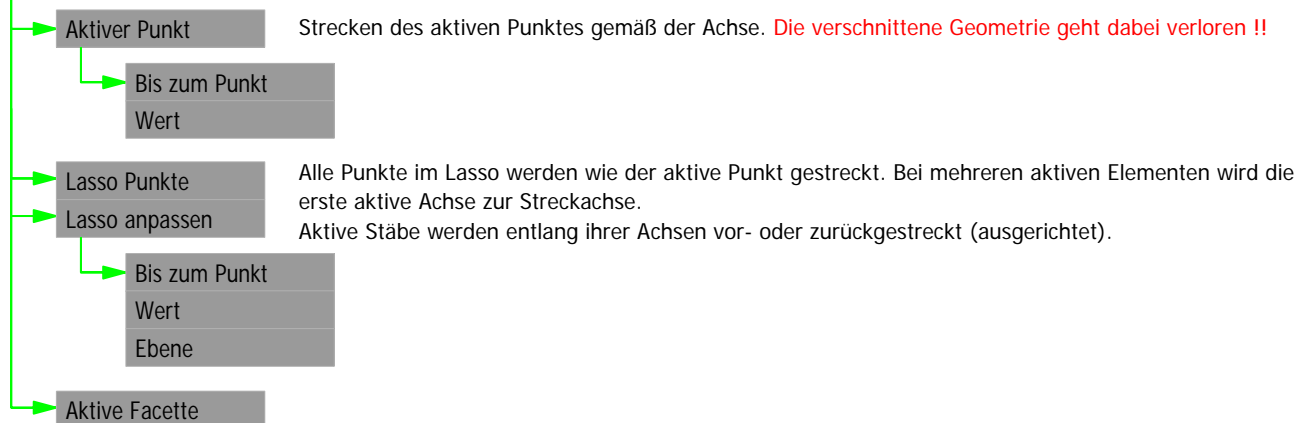 Aktiver Punkt
Strecken des aktiven Punktes gemäß der Achse. Die verschnittene Geometrie geht dabei verloren !!
Bis zum Punkt
Wert
Lasso Punkte
Lasso anpassen
Alle Punkte im Lasso werden wie der aktive Punkt gestreckt. Bei mehreren aktiven Elementen wird die
erste aktive Achse zur Streckachse.
Aktive Stäbe werden entlang ihrer Achsen vor- oder zurückgestreckt (ausgerichtet).
Bis zum Punkt
Wert
Ebene
Aktive Facette